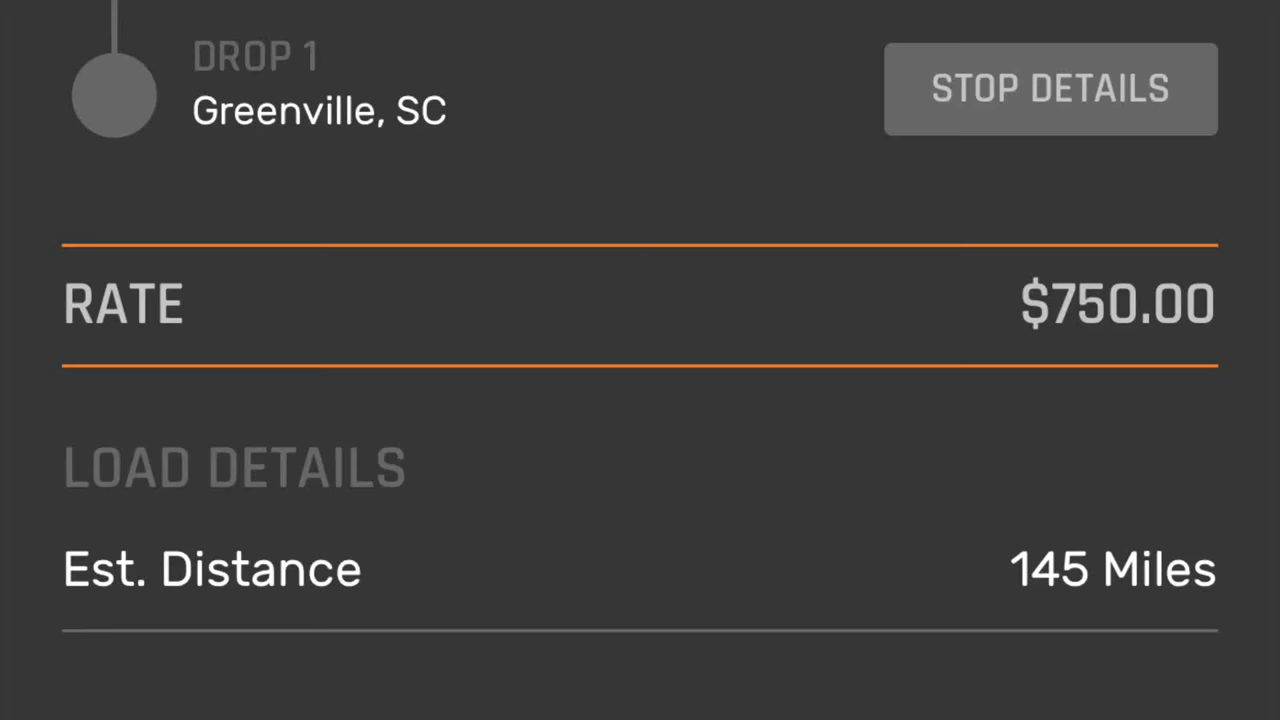 DROP 1
Greenville, SC
STOP DETAILS
RATE
$750.00
LOAD DETAILS
Est. Distance
145 Miles